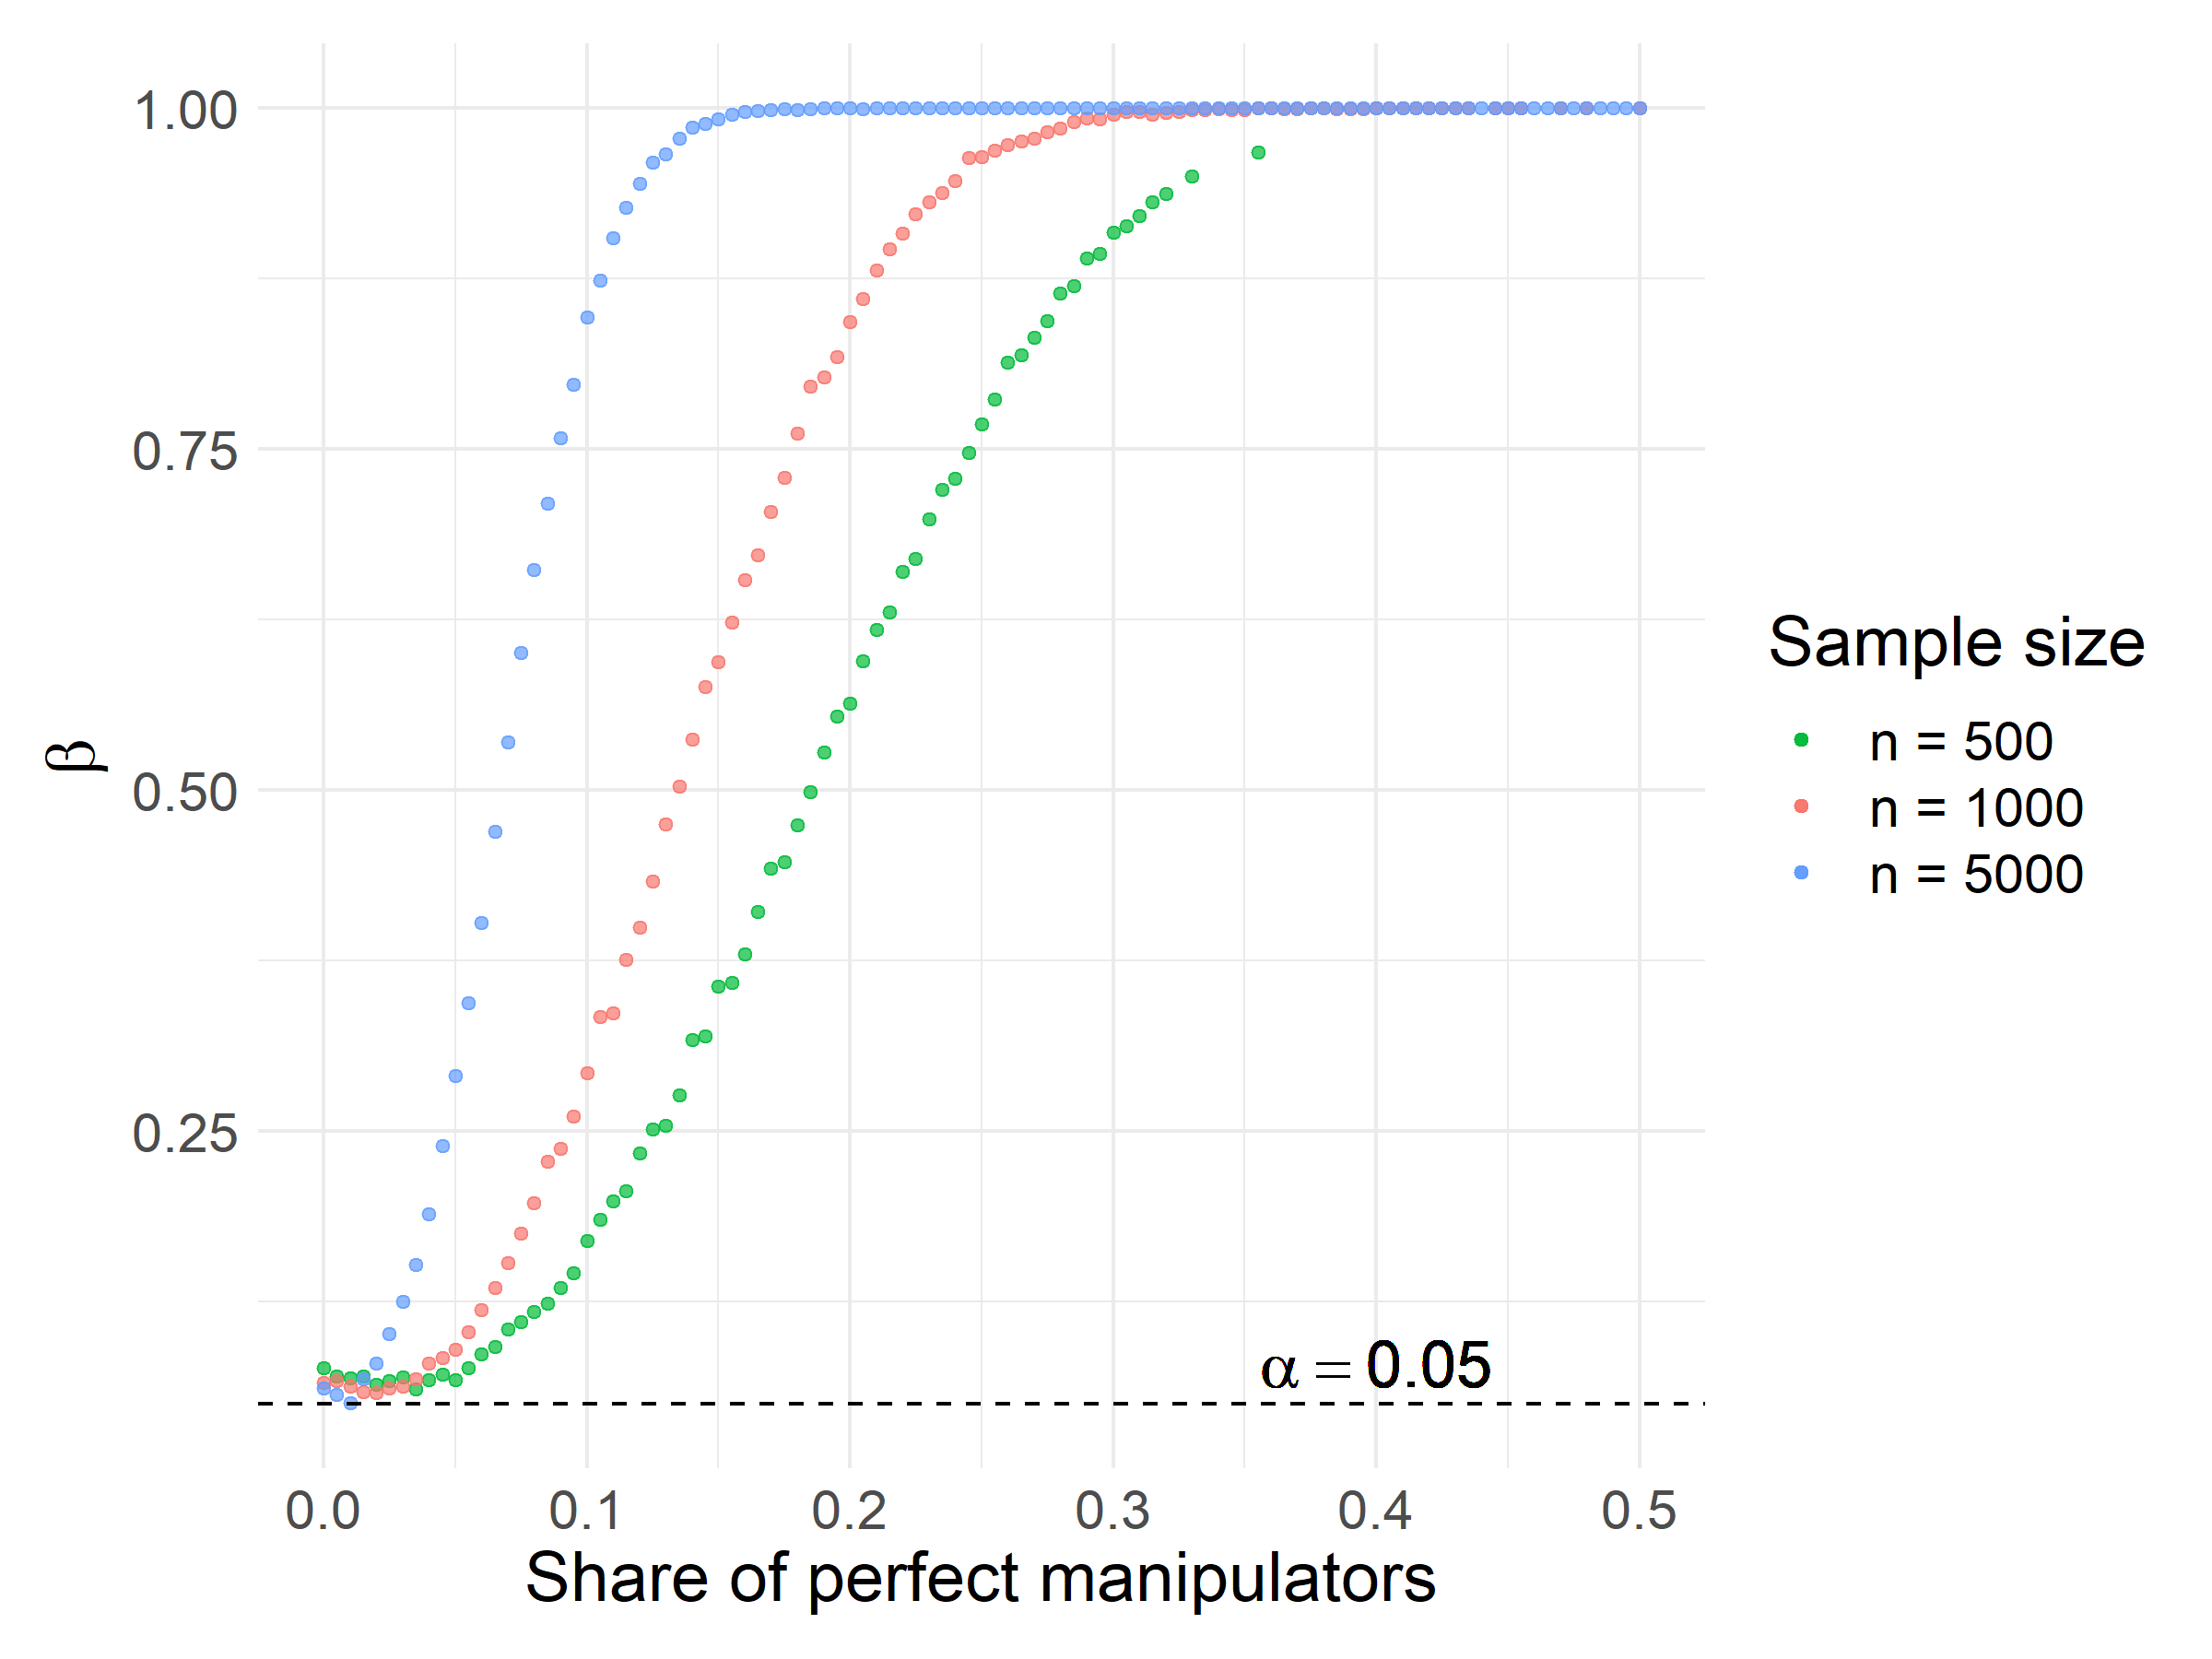 1.00
0.75
0.50
0.25
β
α = 0.05
0.0 0.1 0.2 0.3 0.4 0.5
Share of perfect manipulators
Sample size
n = 500
n = 1000
n = 5000